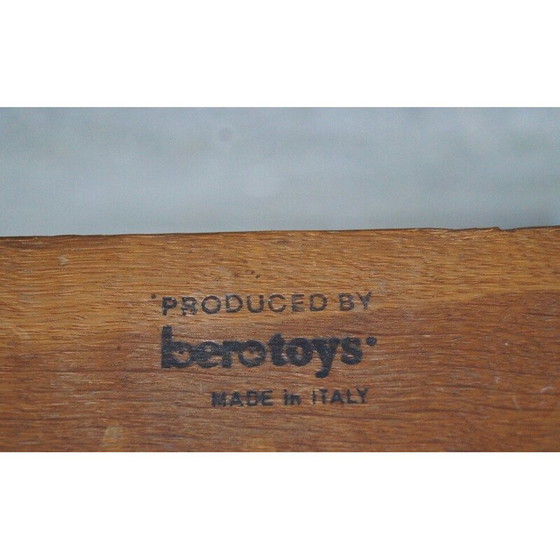 PRODUCED BY
berotoys
MADE in ITALY